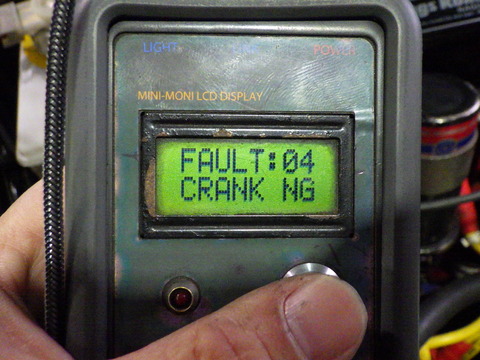 LIGHT
POWER
MINI-MONI LCD DISPLAY
FAULT:04
CRANK NG